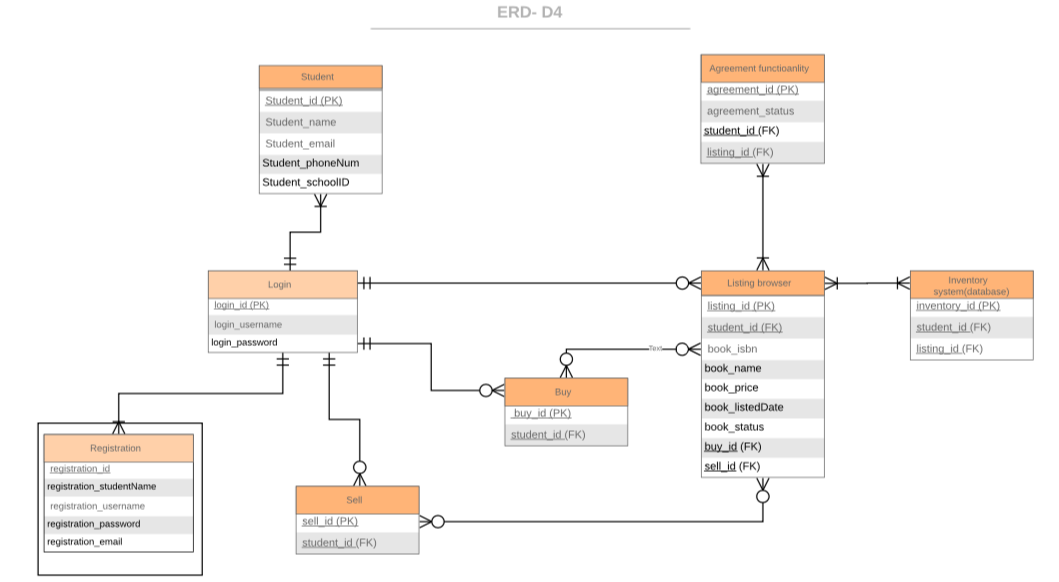 ERD- D4
Student
Student_id (PK)
Student_name
Student_email
Student_phoneNum
Student_schoolID
Agreement functioanlity
agreement_id (PK)
agreement_status
student_id (FK)
listing_id (FK)
Login
login_id (PK)
login_username
login_password
Listing browser
listing_id (PK)
student_id (FK)
book_isbn
book_name
book_price
book_listedDate
book_status
buy_id (FK)
sell_id (FK)
Inventory
system(database)
inventory_id (PK)
student_id (FK)
listing_id (FK)
Text
Buy
buy_id (PK)
student_id (FK)
Registration
registration_id
registration_studentName
registration_username
registration_password
registration_email
Sell
sell_id (PK)
student_id (FK)